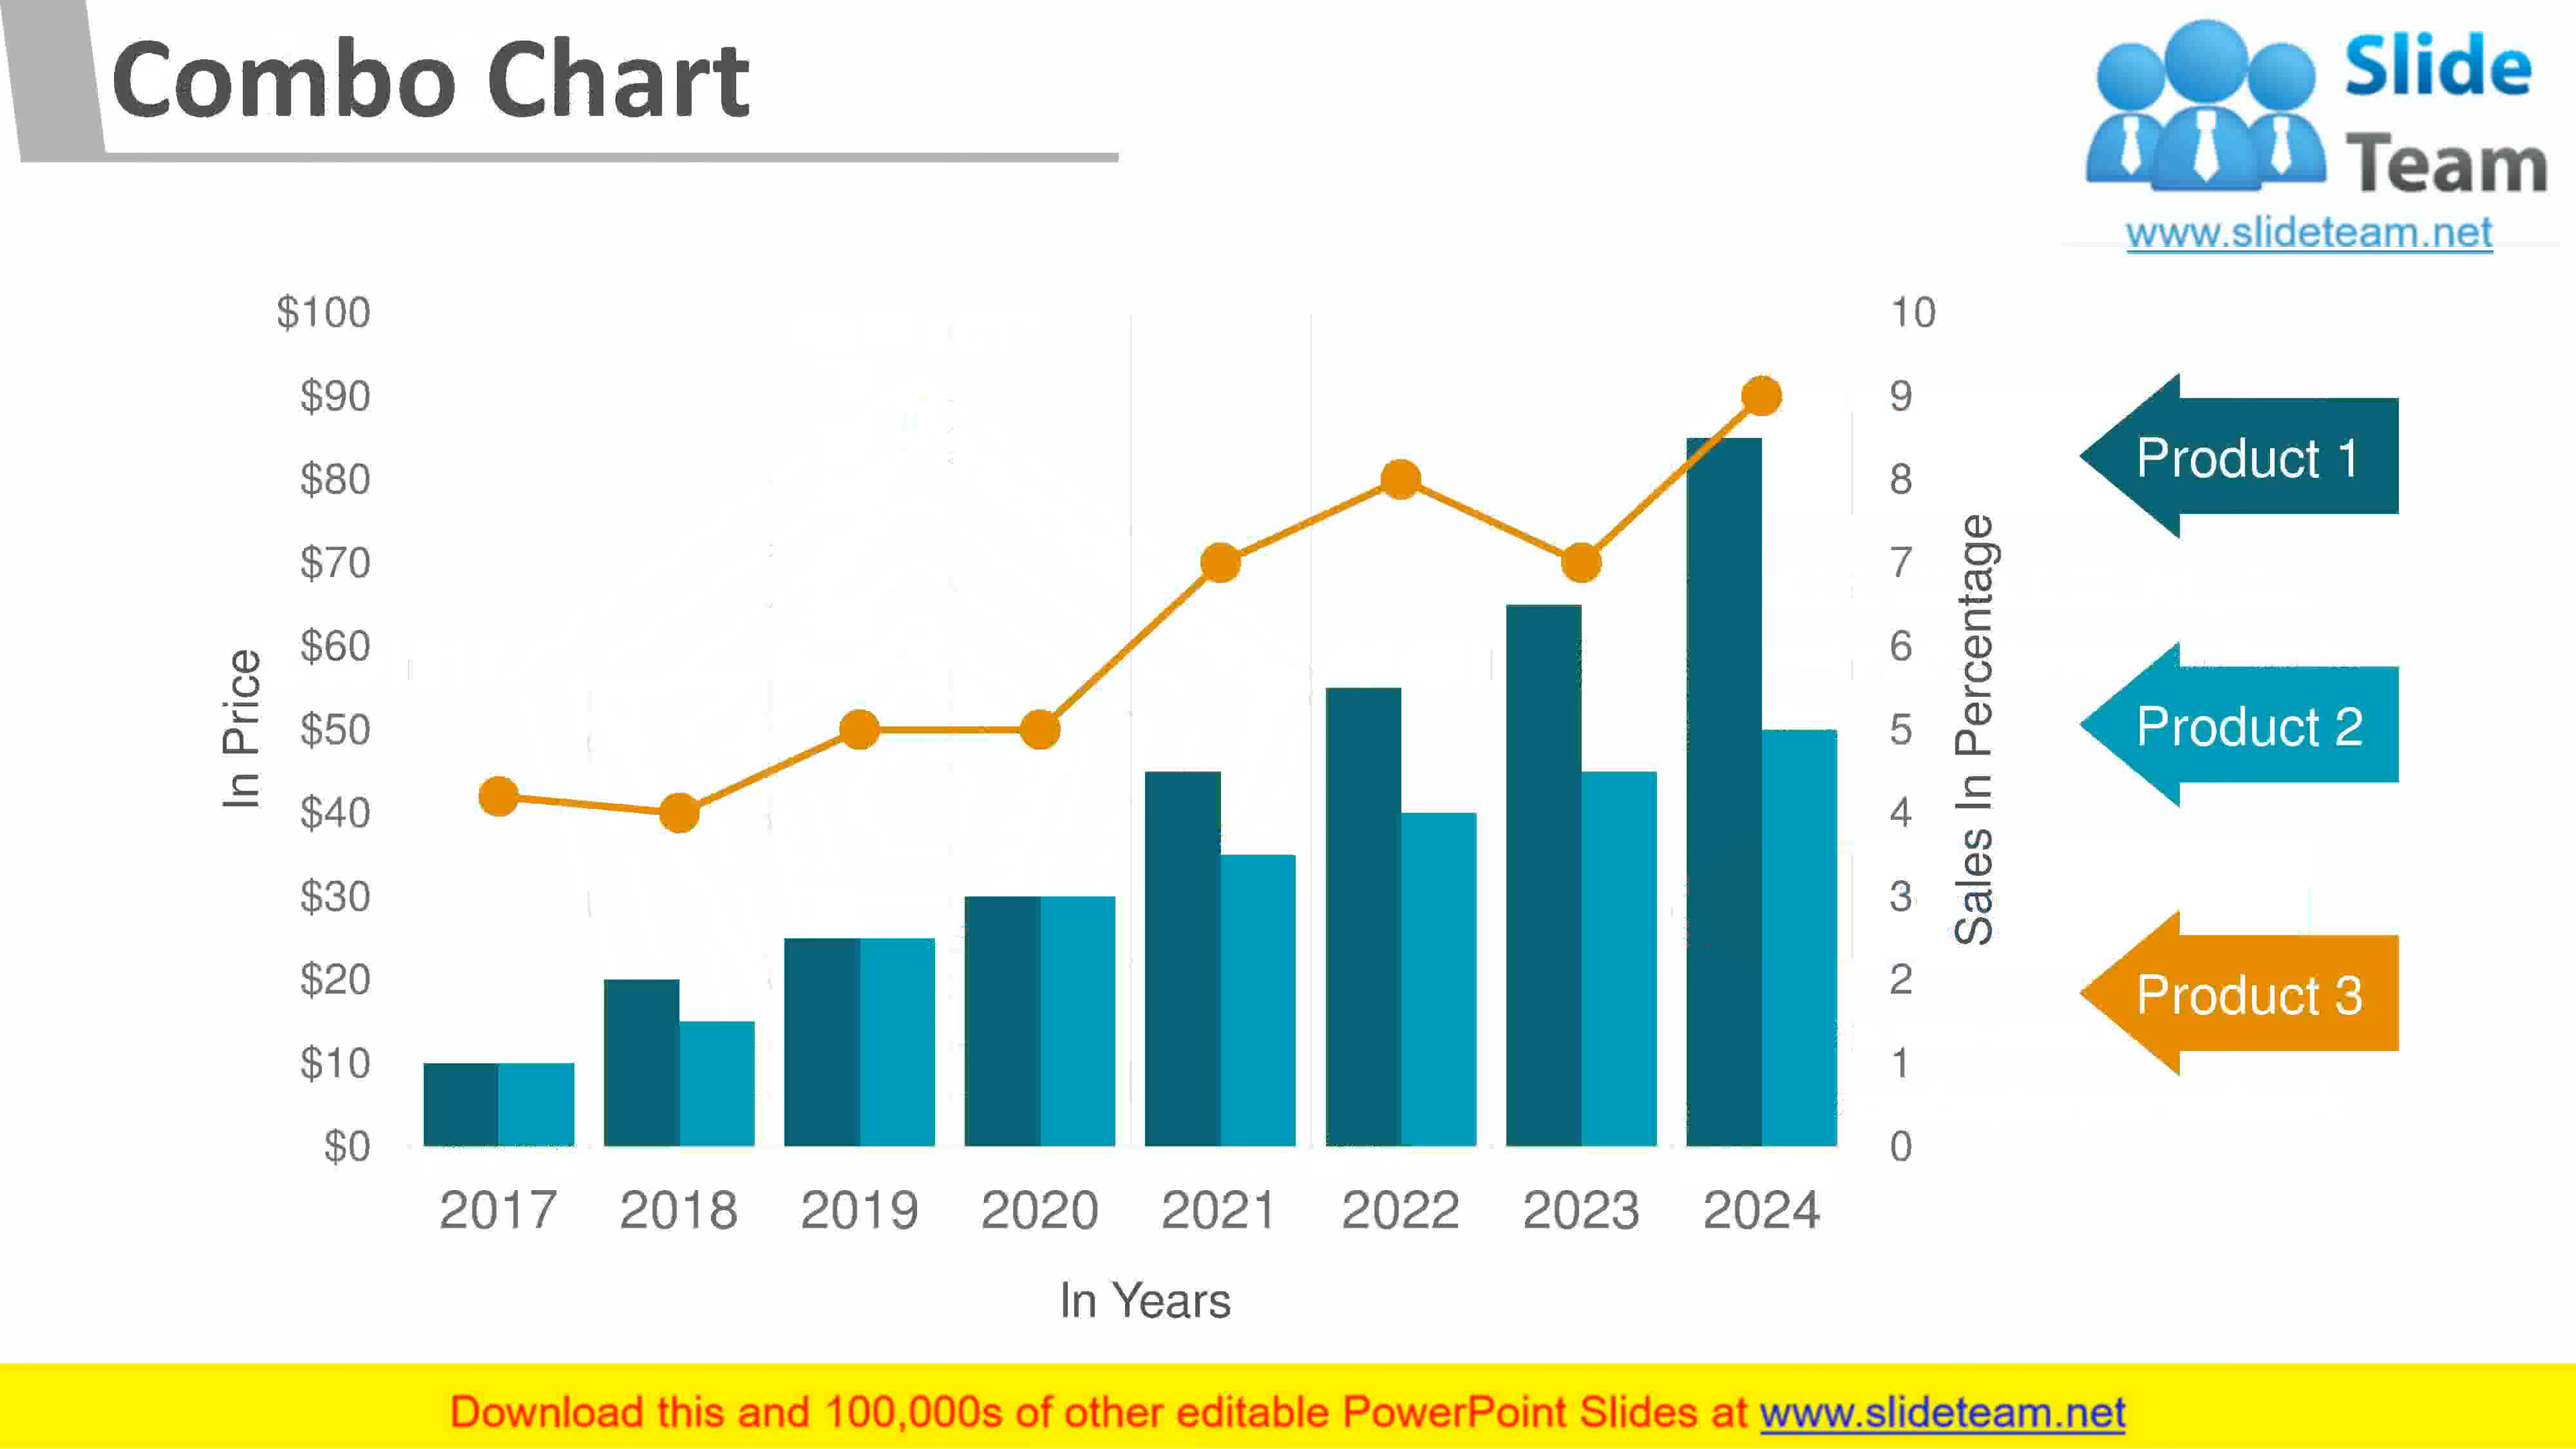 Combo Chart
Slide
Team
www.slideteam.net
$100
$90
$80
$70
$60
$50
$40
$30
$20
$10
$0
In Price
10
9
8
7
6
5
4
3
2
1
0
Sales In Percentage
Product 1
Product 2
Product 3
2017 2018 2019 2020 2021 2022 2023 2024
In Years
Download this and 100,000s of other editable PowerPoint Slides at www.slideteam.net